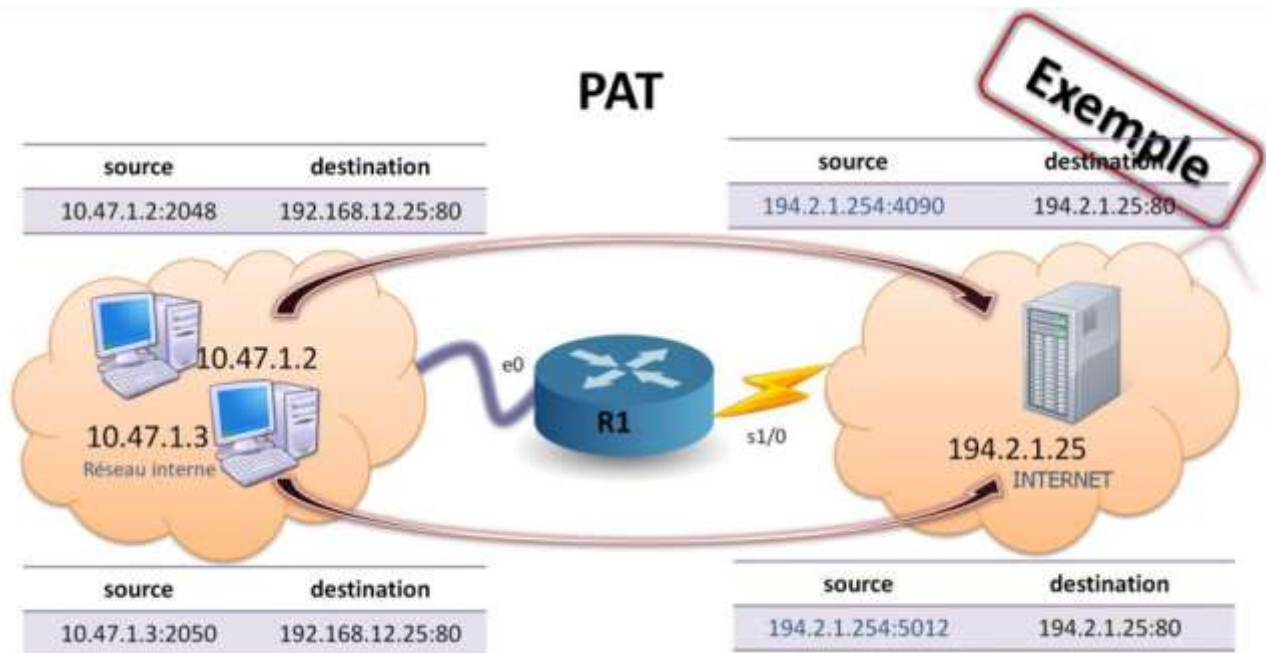 PAT
Exemple
source destination
10.47.1.2:2048 192.168.12.25:80
source destination
194.2.1.254:4090 194.2.1.25:80
10.47.1.2
10.47.1.3
Réseau interne
e0
R1
s1/0
194.2.1.25
INTERNET
source destination
10.47.1.3:2050 192.168.12.25:80
source destination
194.2.1.254:5012 194.2.1.25:80